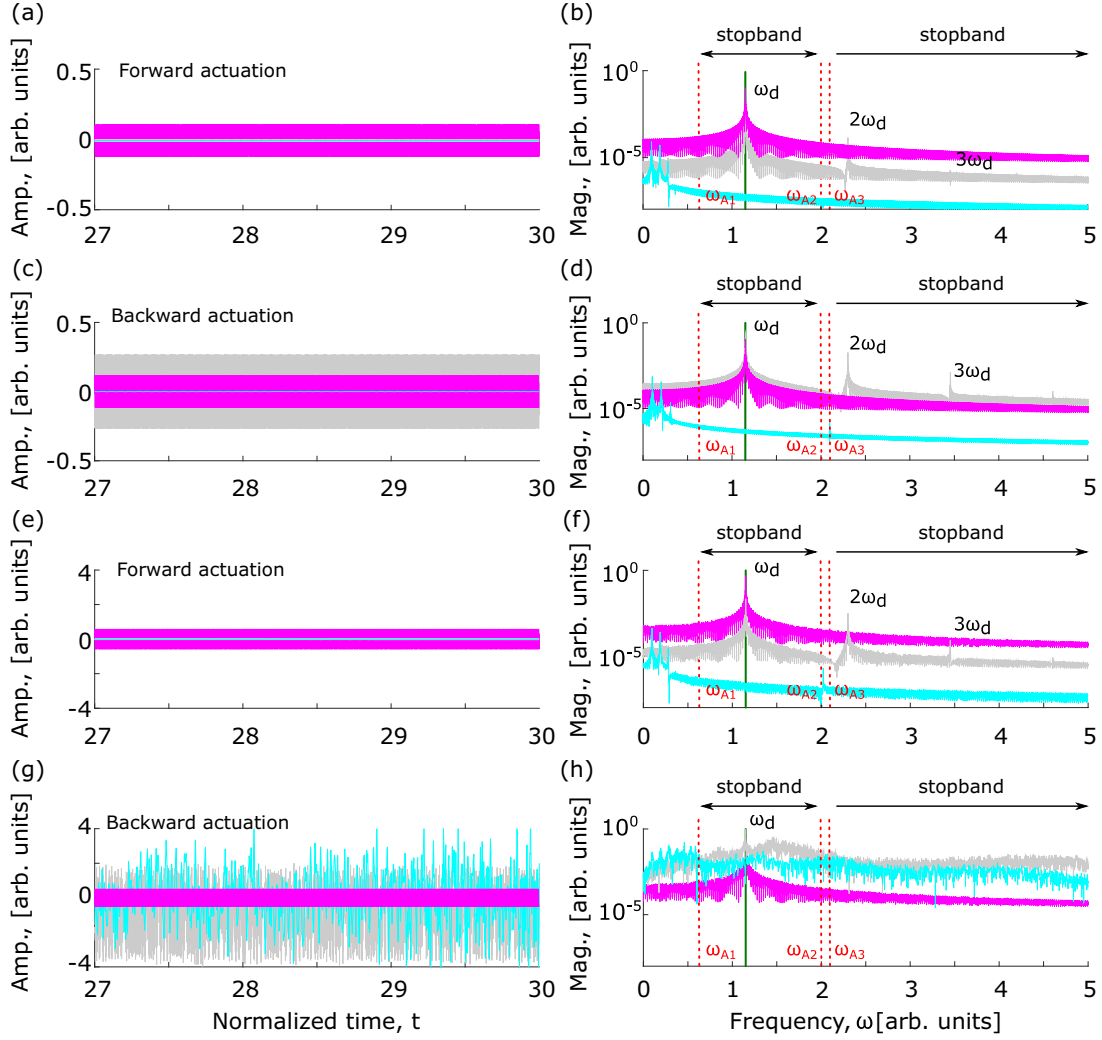 (a)
Amp., [arb. units]
0.5
0
-0.5
Forward actuation
27 28 29 30
(b)
Mag., [arb. units]
stopband stopband
10^0
10^-5
ω_d
2ω_d
3ω_d
ω_A1 ω_A2 ω_A3
0 1 2 3 4 5
(c)
Amp., [arb. units]
0.5
0
-0.5
Backward actuation
27 28 29 30
(d)
Mag., [arb. units]
stopband stopband
10^0
10^-5
ω_d
2ω_d
3ω_d
ω_A1 ω_A2 ω_A3
0 1 2 3 4 5
(e)
Amp., [arb. units]
4
0
-4
Forward actuation
27 28 29 30
(f)
Mag., [arb. units]
stopband stopband
10^0
10^-5
ω_d
2ω_d
3ω_d
ω_A1 ω_A2 ω_A3
0 1 2 3 4 5
(g)
Amp., [arb. units]
4
0
-4
Backward actuation
27 28 29 30
Normalized time, t
(h)
Mag., [arb. units]
stopband stopband
10^0
10^-5
ω_d
ω_A1 ω_A2 ω_A3
0 1 2 3 4 5
Frequency, ω[arb. units]